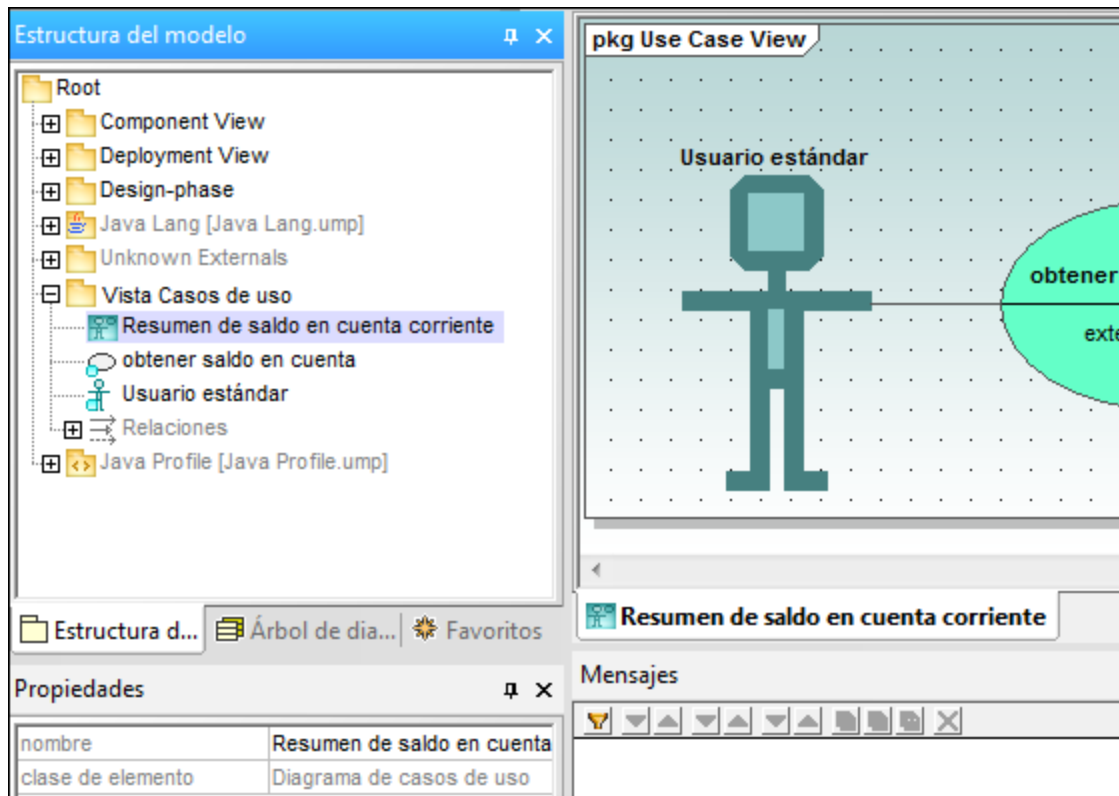 Estructura del modelo
Root
Component View
Deployment View
Design-phase
Java Lang [Java Lang.ump]
Unknown Externals
Vista Casos de uso
Resumen de saldo en cuenta corriente
obtener saldo en cuenta
Usuario estándar
Relaciones
Java Profile [Java Profile.ump]
Estructura d...
Árbol de dia...
Favoritos
Propiedades
nombre Resumen de saldo en cuenta
clase de elemento Diagrama de casos de uso
pkg Use Case View
Usuario estándar
obtener
exte
Resumen de saldo en cuenta corriente
Mensajes